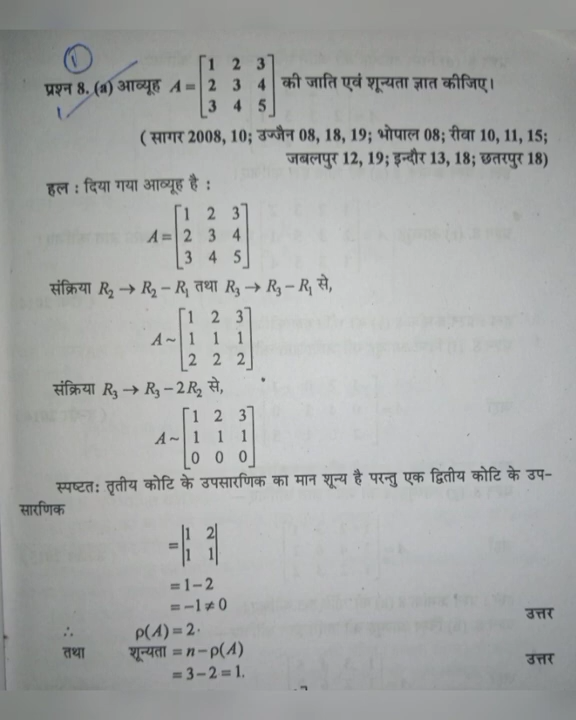 1
प्रश्न 8. (a) आव्यूह A = [1 2 3; 2 3 4; 3 4 5] की जाति एवं शून्यता ज्ञात कीजिए।
( सागर 2008, 10; उज्जैन 08, 18, 19; भोपाल 08; रीवा 10, 11, 15;
जबलपुर 12, 19; इन्दौर 13, 18; छतरपुर 18)
हल : दिया गया आव्यूह है :
A = [1 2 3; 2 3 4; 3 4 5]
संक्रिया R₂ → R₂ − R₁ तथा R₃ → R₃ − R₁ से,
A ~ [1 2 3; 1 1 1; 2 2 2]
संक्रिया R₃ → R₃ − 2R₂ से,
A ~ [1 2 3; 1 1 1; 0 0 0]
स्पष्टत: तृतीय कोटि के उपसारणिक का मान शून्य है परन्तु एक द्वितीय कोटि के उप-
सारणिक
= |1 2; 1 1|
= 1 − 2
= −1 ≠ 0 उत्तर
∴ ρ(A) = 2.
तथा शून्यता = n − ρ(A) उत्तर
= 3 − 2 = 1.